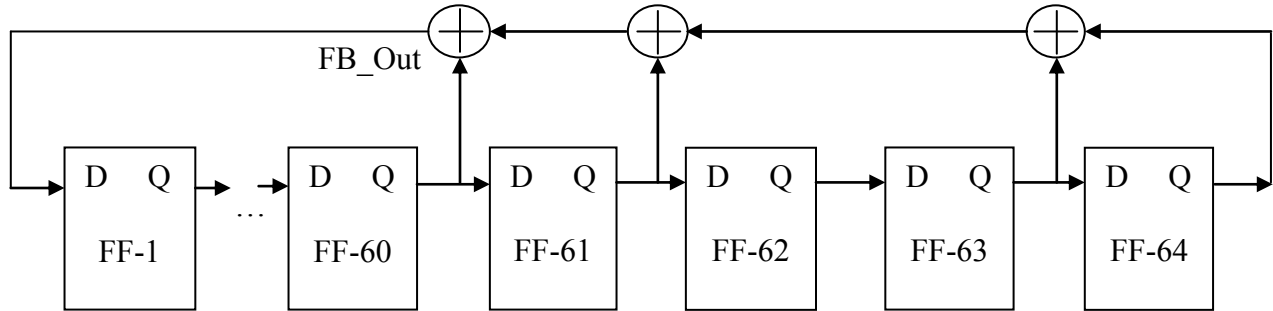 FB_Out
D Q
D Q
D Q
D Q
D Q
D Q
...
FF-1
FF-60
FF-61
FF-62
FF-63
FF-64